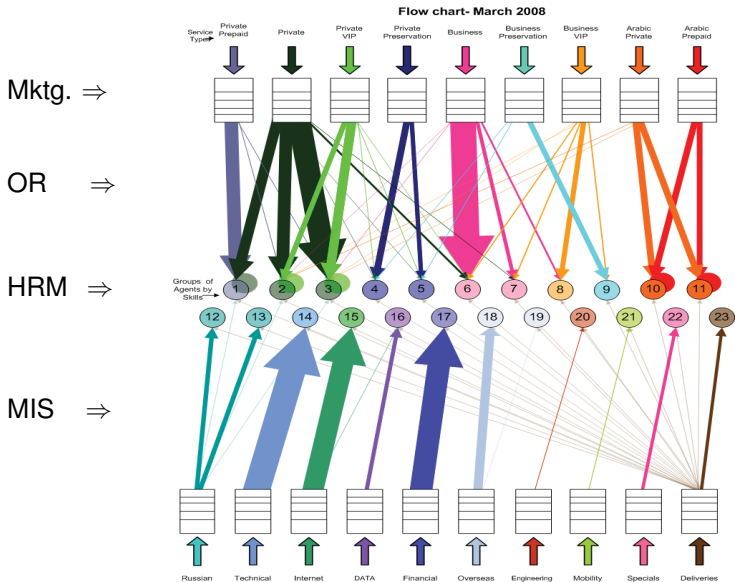 Flow chart- March 2008
Service Types
Private Prepaid
Private
Private VIP
Private Preservation
Business
Business Preservation
Business VIP
Arabic Private
Arabic Prepaid
Mktg. ⇒
OR ⇒
HRM ⇒
Groups of Agents by Skills
1 2 3 4 5 6 7 8 9 10 11
12 13 14 15 16 17 18 19 20 21 22 23
MIS ⇒
Russian Technical Internet DATA Financial Overseas Engineering Mobility Specials Deliveries